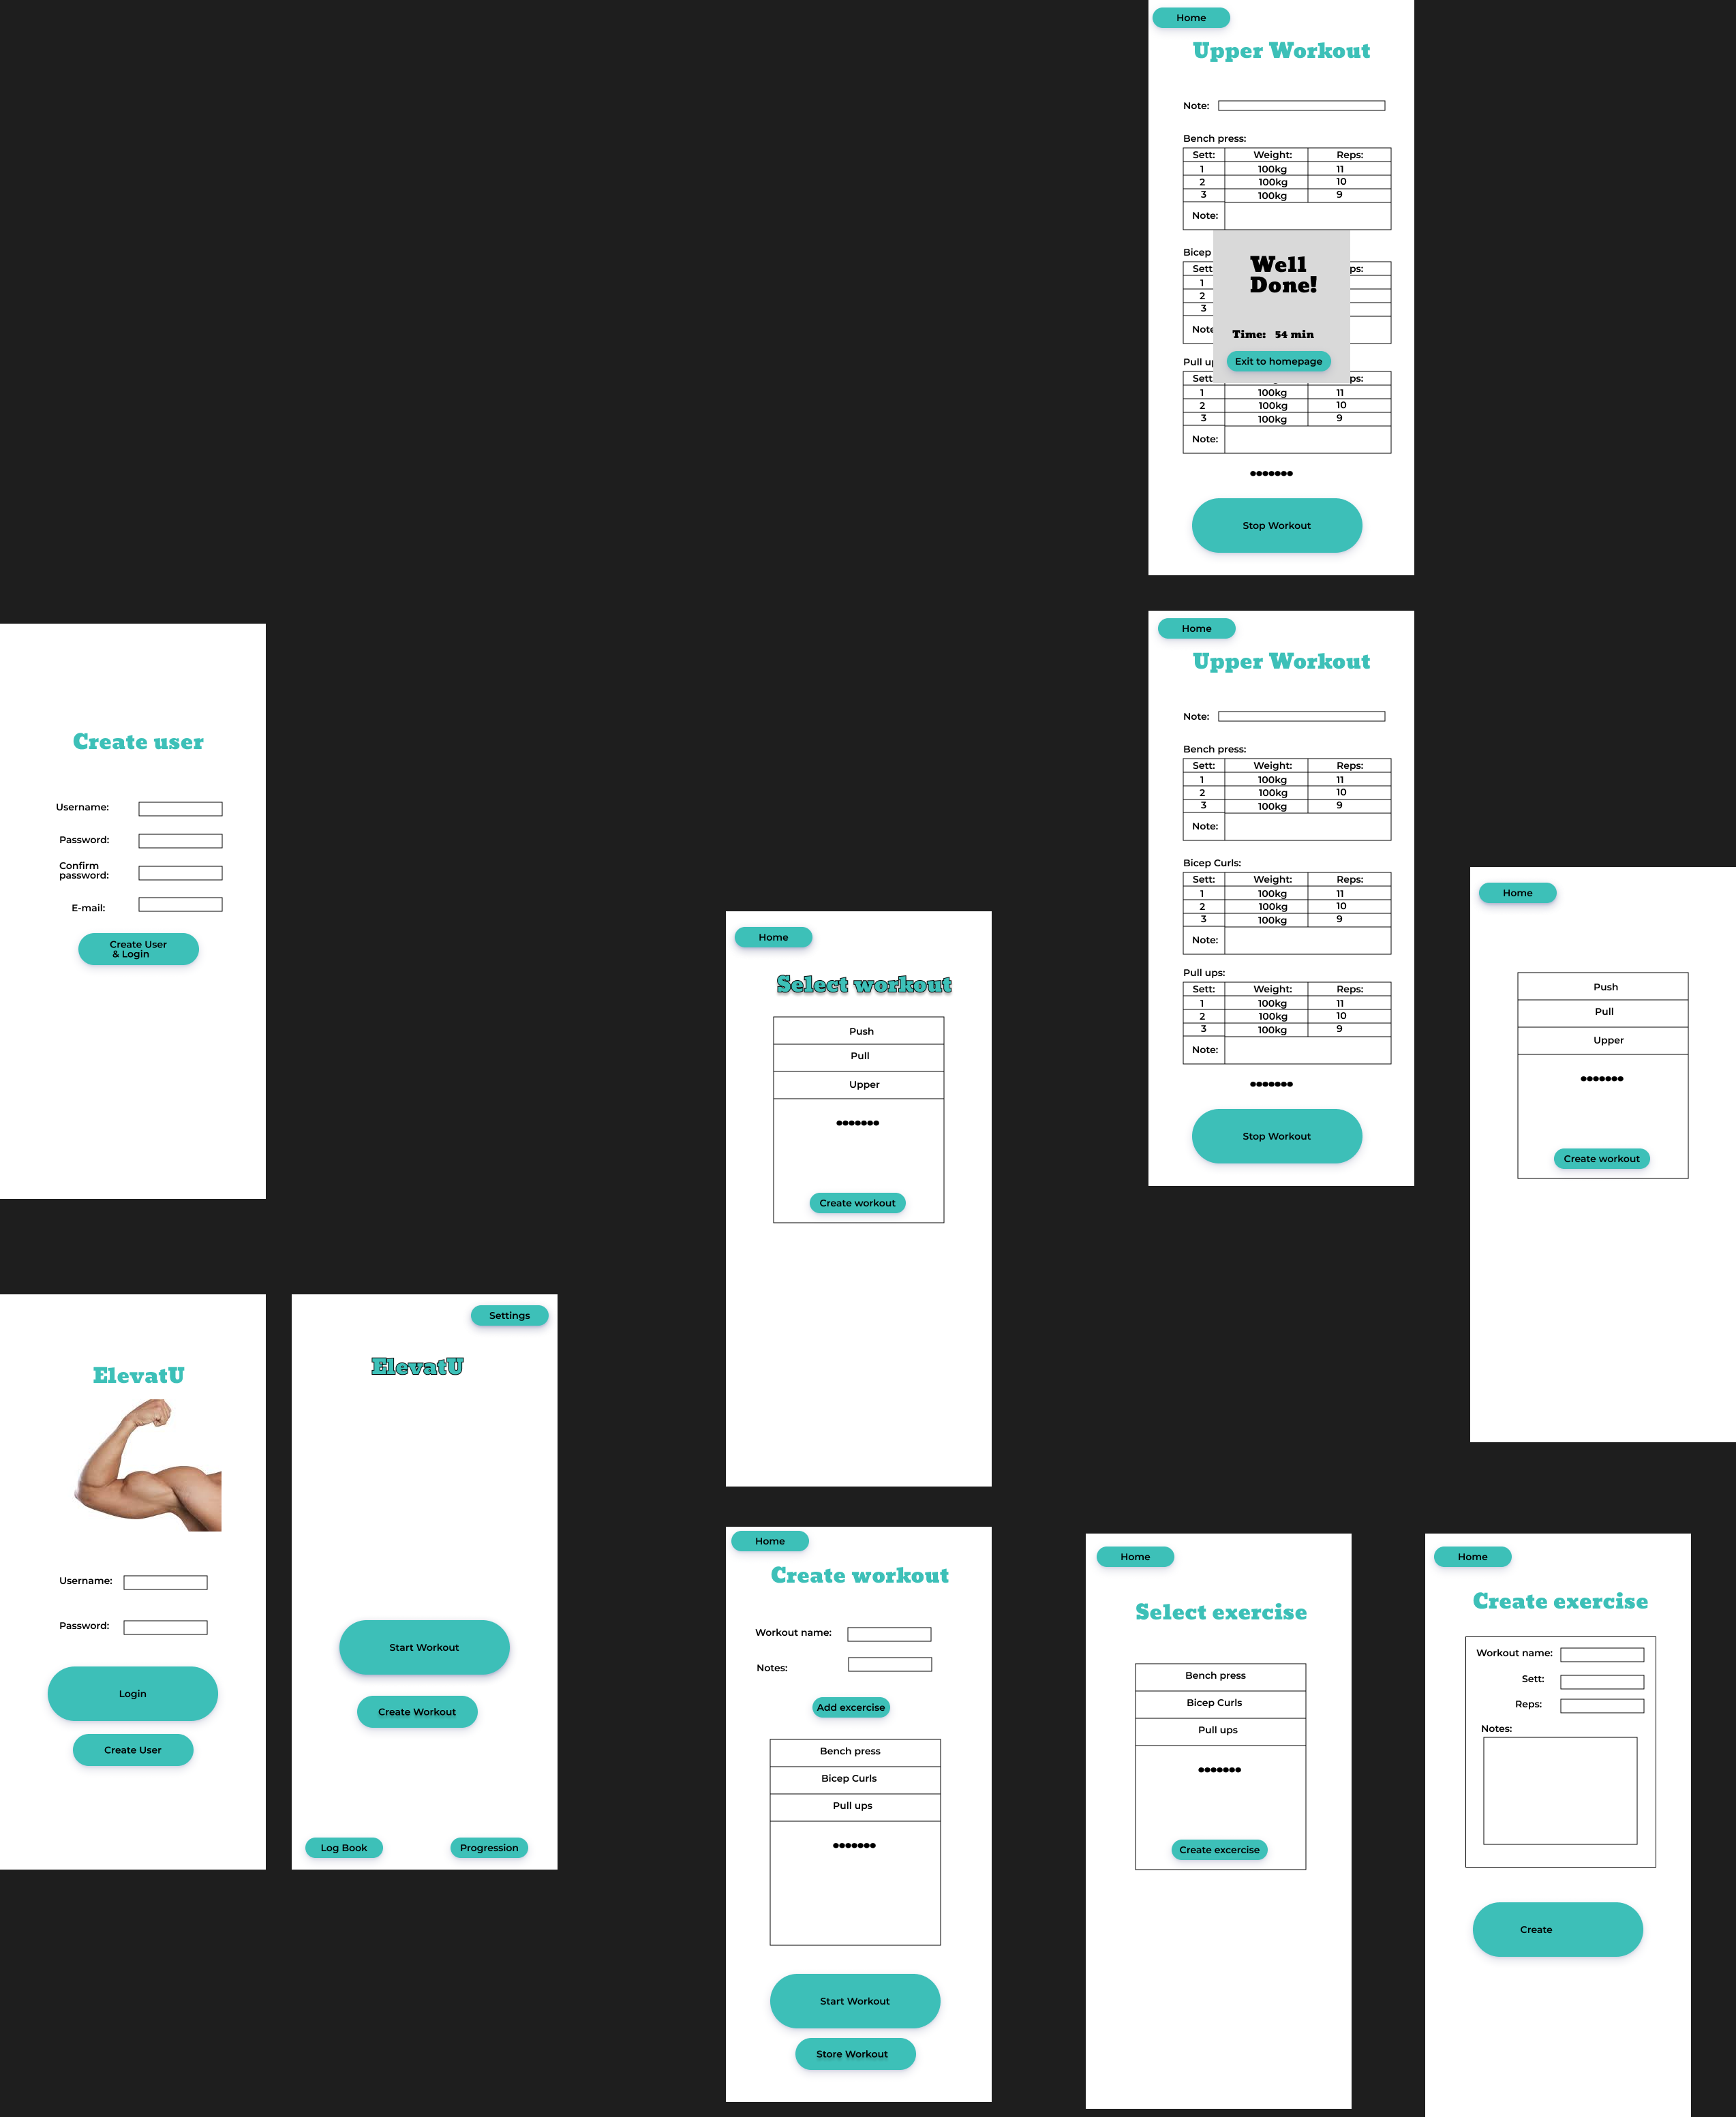 Home
Upper Workout
Note:
Bench press:
Sett: Weight: Reps:
1 100kg 11
2 100kg 10
3 100kg 9
Note:
Bicep
Sett ps:
1
2
3
Note
Well
Done!
Time: 54 min
Exit to homepage
Pull up
Sett ps:
1 100kg 11
2 100kg 10
3 100kg 9
Note:
Stop Workout
Create user
Username:
Password:
Confirm
password:
E-mail:
Create User
& Login
Home
Upper Workout
Note:
Bench press:
Sett: Weight: Reps:
1 100kg 11
2 100kg 10
3 100kg 9
Note:
Bicep Curls:
Sett: Weight: Reps:
1 100kg 11
2 100kg 10
3 100kg 9
Note:
Pull ups:
Sett: Weight: Reps:
1 100kg 11
2 100kg 10
3 100kg 9
Note:
Stop Workout
Home
Select workout
Push
Pull
Upper
Create workout
Home
Push
Pull
Upper
Create workout
ElevatU
Username:
Password:
Login
Create User
Settings
ElevatU
Start Workout
Create Workout
Log Book
Progression
Home
Create workout
Workout name:
Notes:
Add excercise
Bench press
Bicep Curls
Pull ups
Start Workout
Store Workout
Home
Select exercise
Bench press
Bicep Curls
Pull ups
Create excercise
Home
Create exercise
Workout name:
Sett:
Reps:
Notes:
Create